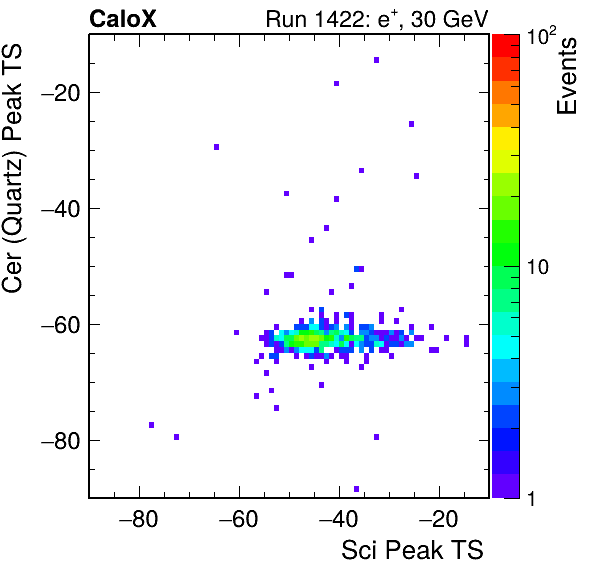 CaloX
Run 1422: e+, 30 GeV
Cer (Quartz) Peak TS
−20
−40
−60
−80
−80
−60
−40
−20
Sci Peak TS
10²
10
1
Events